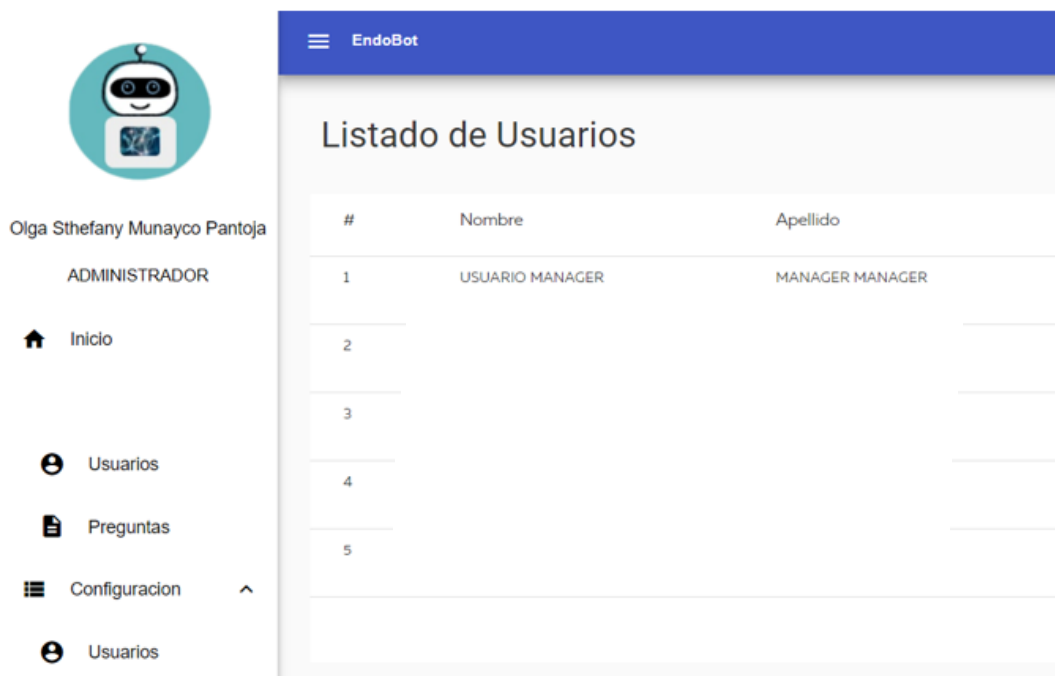 EndoBot
Olga Sthefany Munayco Pantoja
ADMINISTRADOR
Inicio
Usuarios
Preguntas
Configuracion
Usuarios
Listado de Usuarios
# Nombre Apellido
1 USUARIO MANAGER MANAGER MANAGER
2
3
4
5